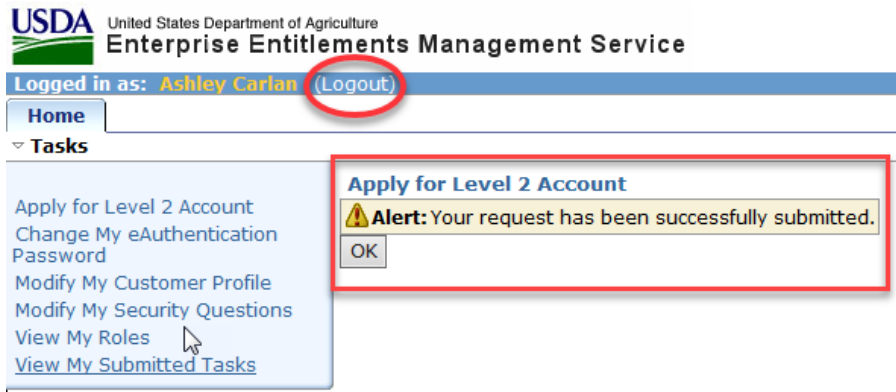 USDA United States Department of Agriculture
Enterprise Entitlements Management Service
Logged in as: Ashley Carlan (Logout)
Home
Tasks
Apply for Level 2 Account
Change My eAuthentication
Password
Modify My Customer Profile
Modify My Security Questions
View My Roles
View My Submitted Tasks
Apply for Level 2 Account
Alert: Your request has been successfully submitted.
OK